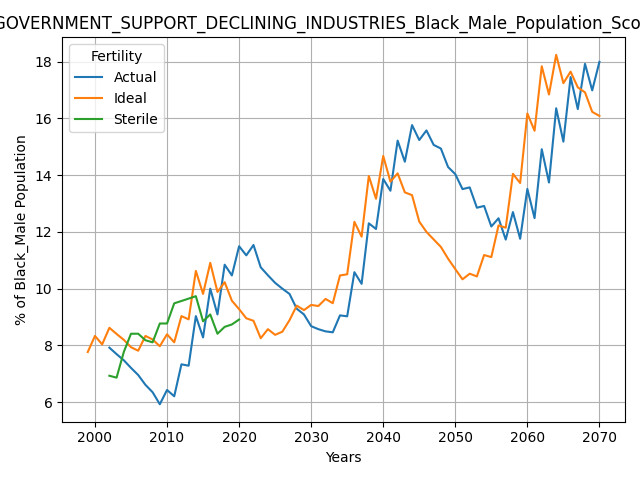 GOVERNMENT_SUPPORT_DECLINING_INDUSTRIES_Black_Male_Population_Sco
Fertility
Actual
Ideal
Sterile
% of Black_Male Population
18
16
14
12
10
8
6
2000 2010 2020 2030 2040 2050 2060 2070
Years